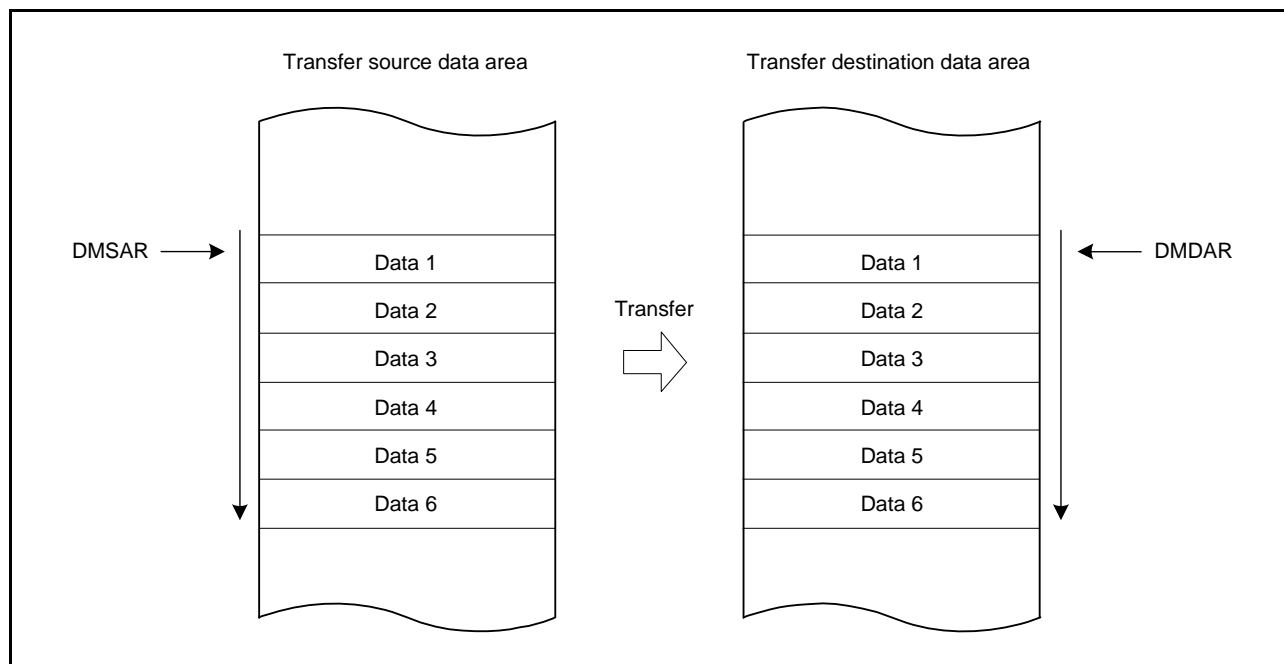 Transfer source data area
Transfer destination data area
DMSAR
Data 1
Data 2
Data 3
Data 4
Data 5
Data 6
Transfer
Data 1
Data 2
Data 3
Data 4
Data 5
Data 6
DMDAR